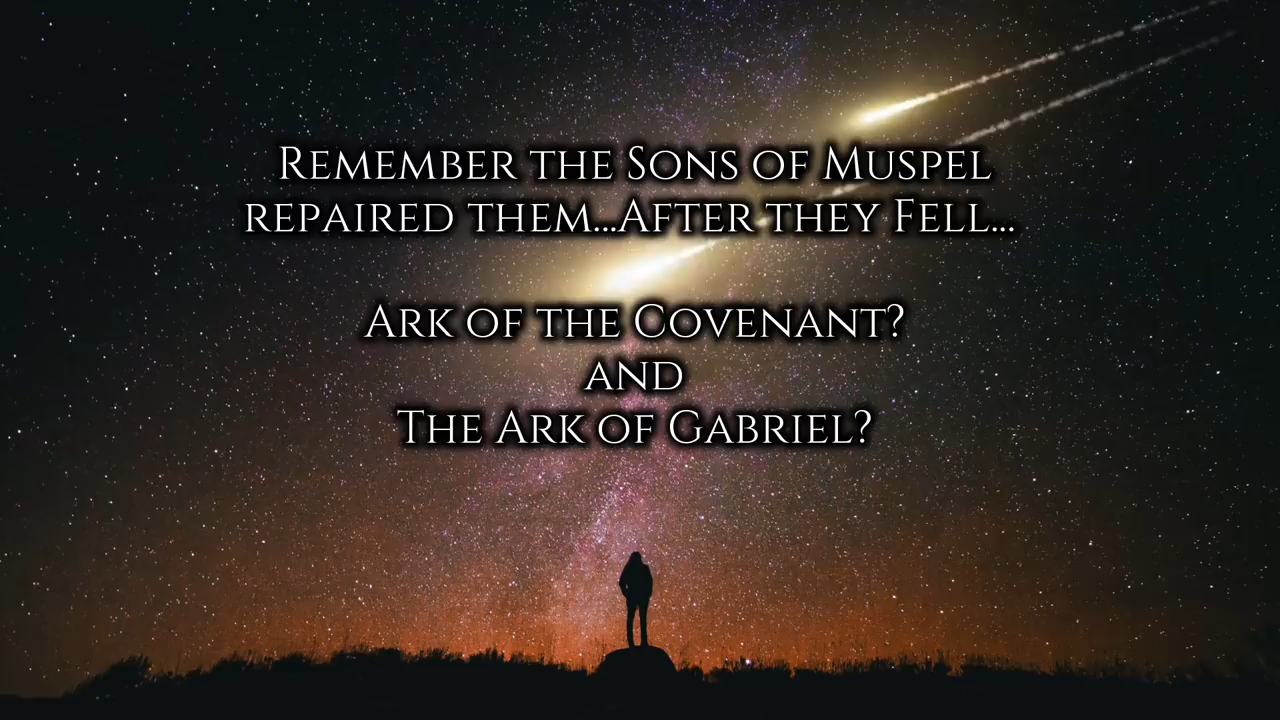 Remember the Sons of Muspel
repaired them...After they Fell...
Ark of the Covenant?
and
The Ark of Gabriel?